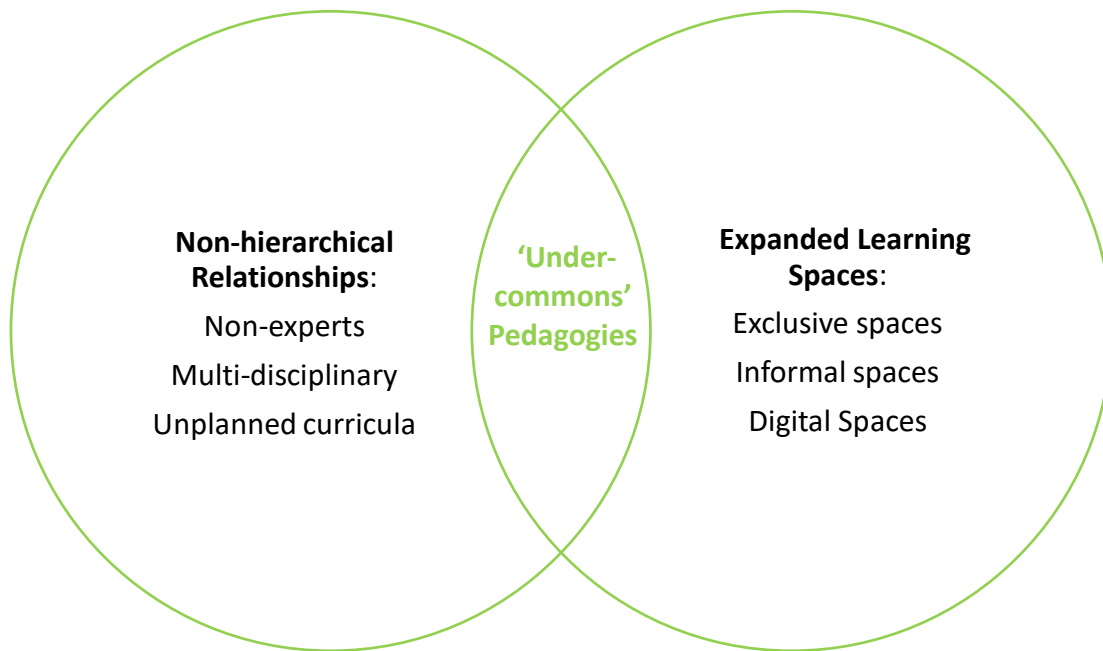 Non-hierarchical
Relationships:
Non-experts
Multi-disciplinary
Unplanned curricula
‘Under-
commons’
Pedagogies
Expanded Learning
Spaces:
Exclusive spaces
Informal spaces
Digital Spaces